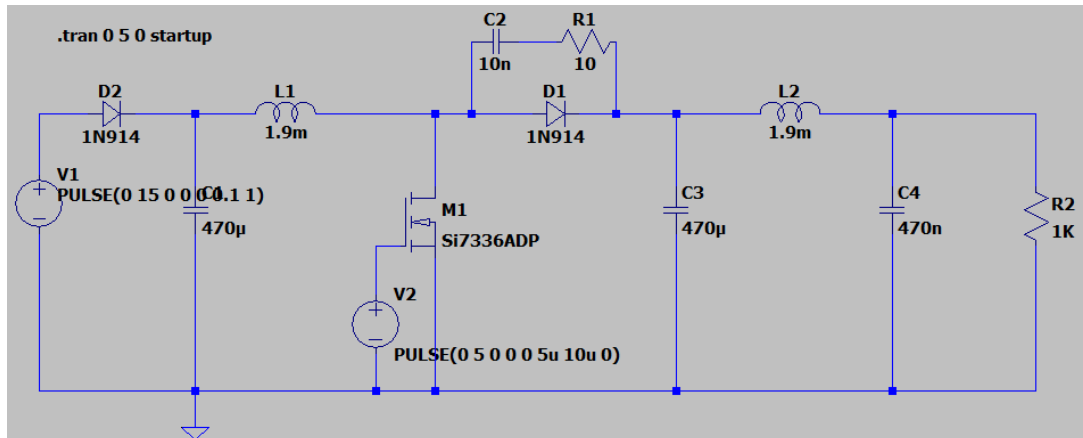 .tran 0 5 0 startup
C2
10n
R1
10
D2
1N914
L1
1.9m
D1
1N914
L2
1.9m
V1
PULSE(0 15 0 0 0 0.1 1)
C1
470µ
M1
Si7336ADP
C3
470µ
C4
470n
R2
1K
V2
PULSE(0 5 0 0 0 5u 10u 0)